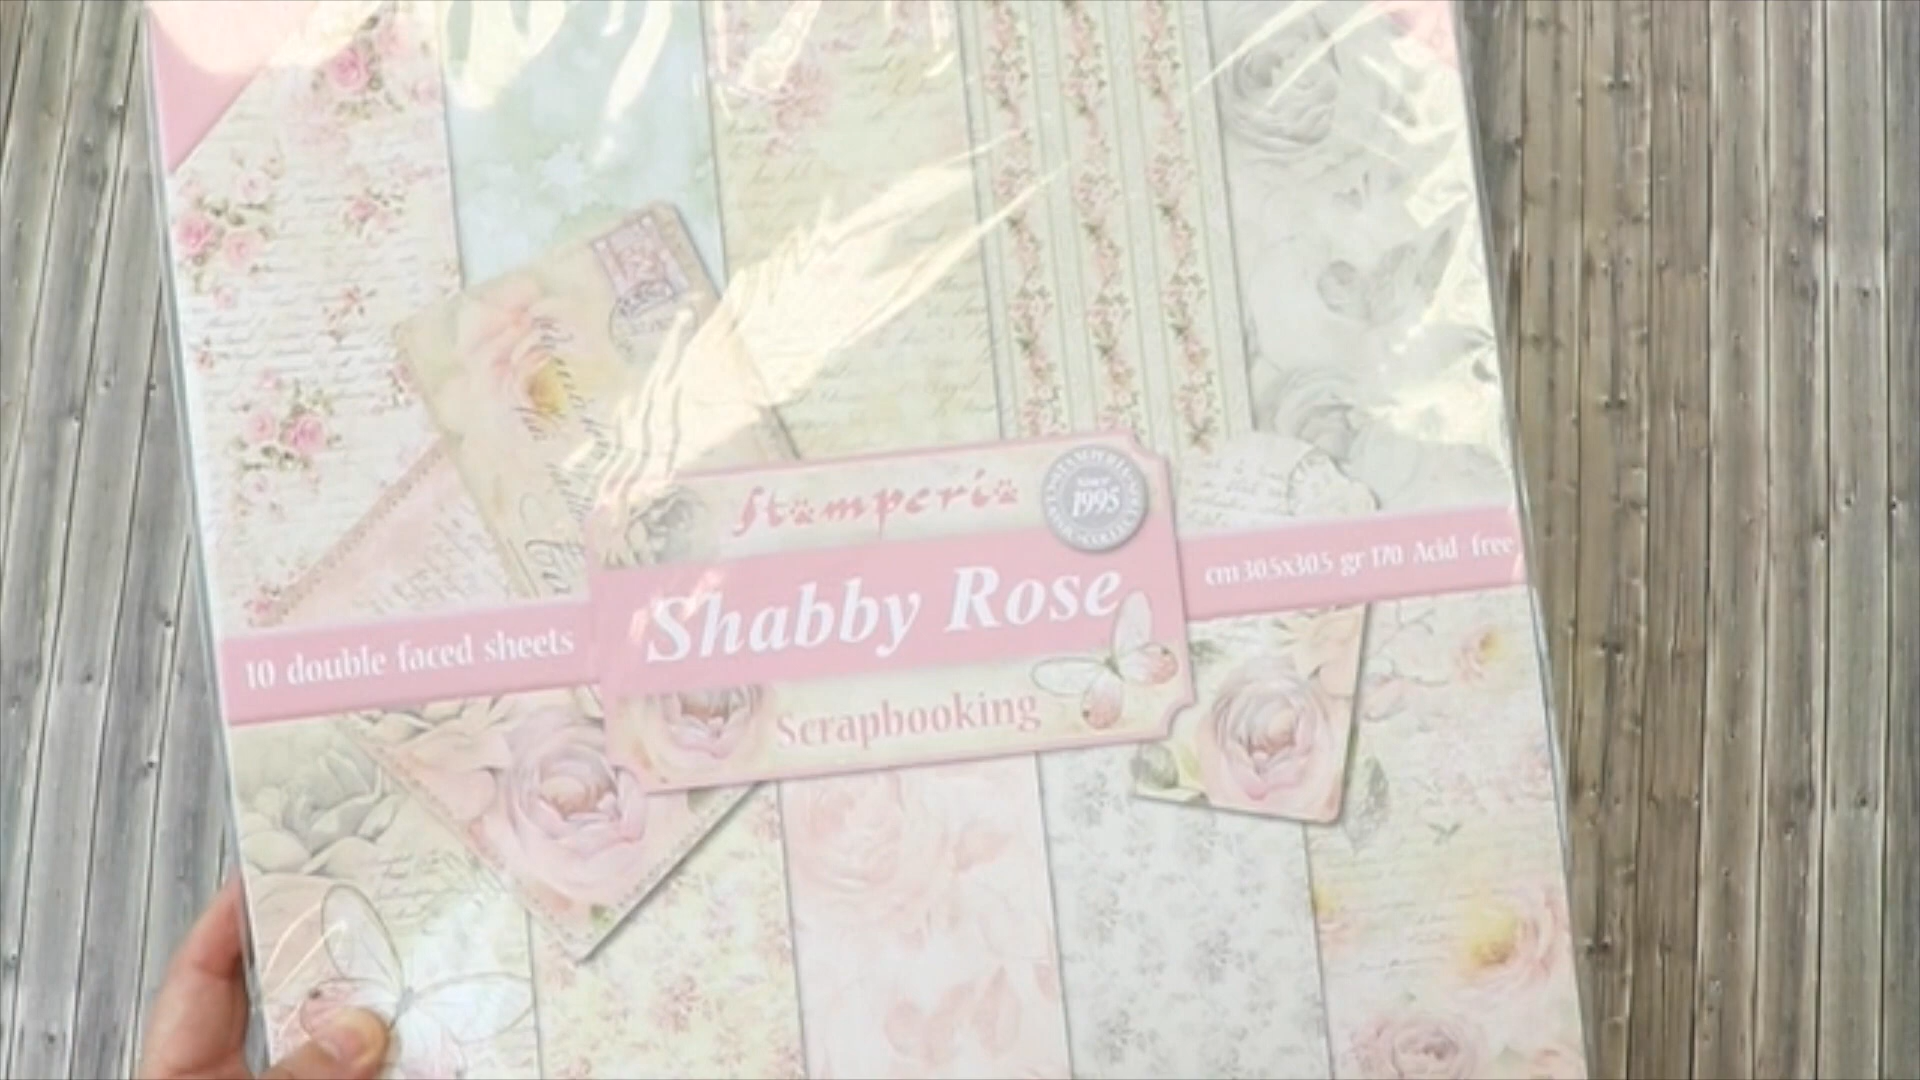 Stamperia
SINCE
1995
Shabby Rose
Scrapbooking
10 double faced sheets
cm 30.5x30.5 gr 170 Acid-free